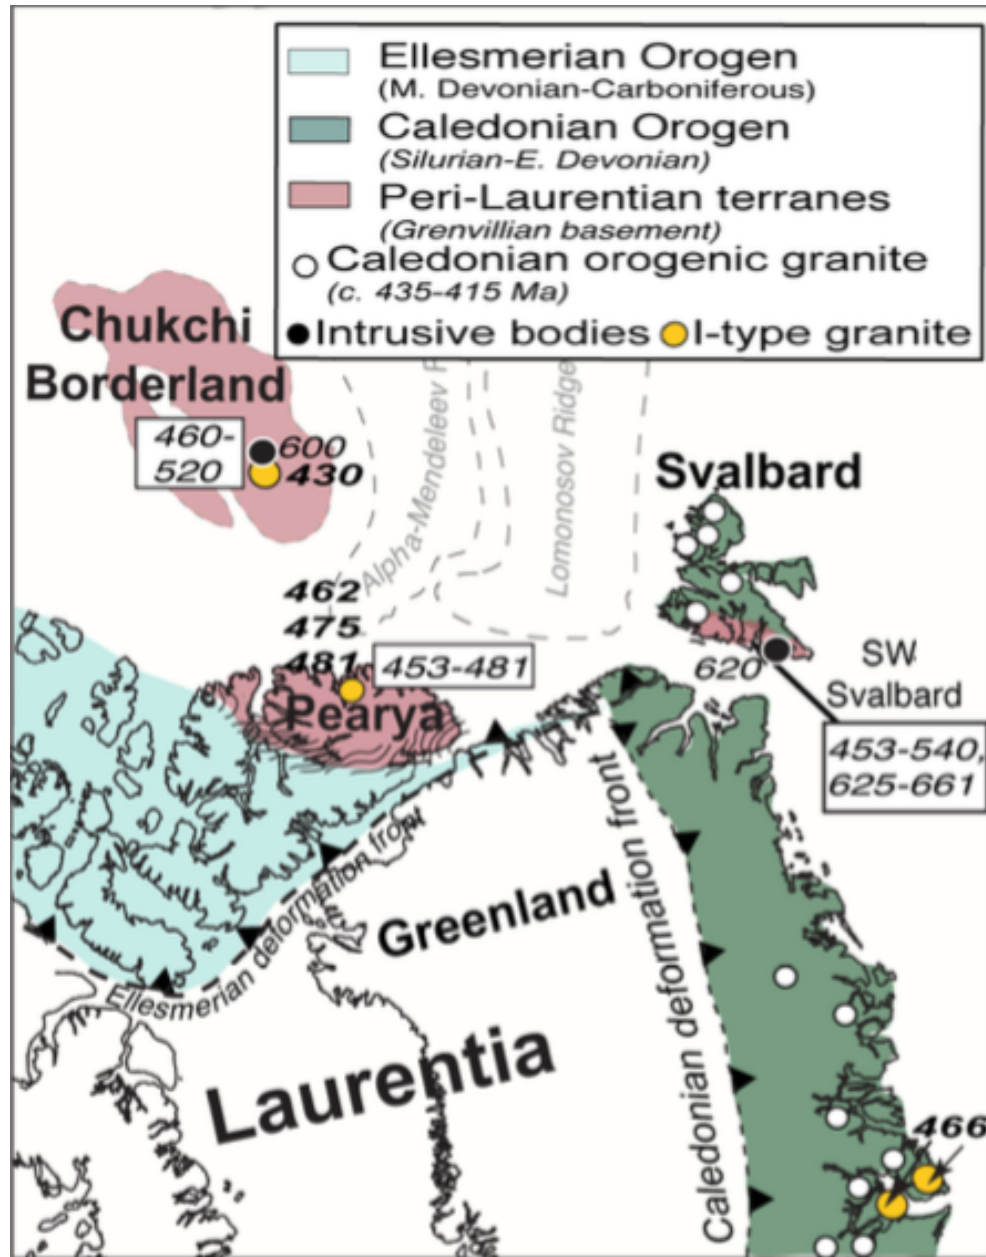 Ellesmerian Orogen
(M. Devonian-Carboniferous)
Caledonian Orogen
(Silurian-E. Devonian)
Peri-Laurentian terranes
(Grenvillian basement)
Caledonian orogenic granite
(c. 435-415 Ma)
Intrusive bodies
I-type granite
Chukchi
Borderland
460-
520
600
430
Alpha-Mendeleev R
Lomonosov Ridge
Svalbard
462
475
481
453-481
Pearya
620
SW
Svalbard
453-540,
625-661
Ellesmerian deformation front
Greenland
Caledonian deformation front
Laurentia
466